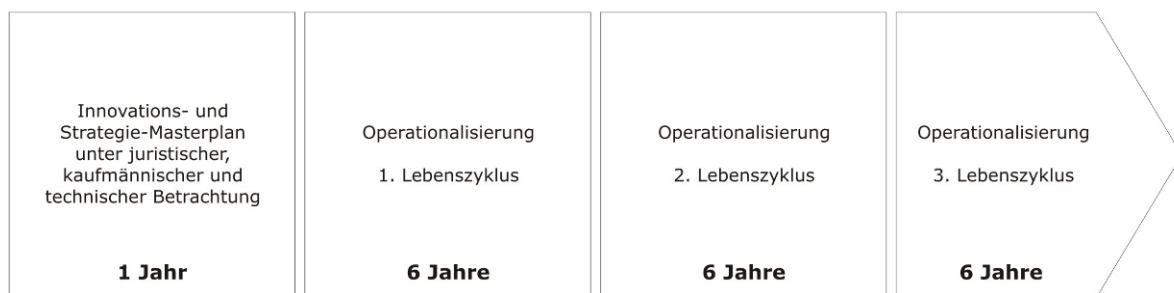 Innovations- und
Strategie-Masterplan
unter juristischer,
kaufmännischer und
technischer Betrachtung
1 Jahr
Operationalisierung
1. Lebenszyklus
6 Jahre
Operationalisierung
2. Lebenszyklus
6 Jahre
Operationalisierung
3. Lebenszyklus
6 Jahre